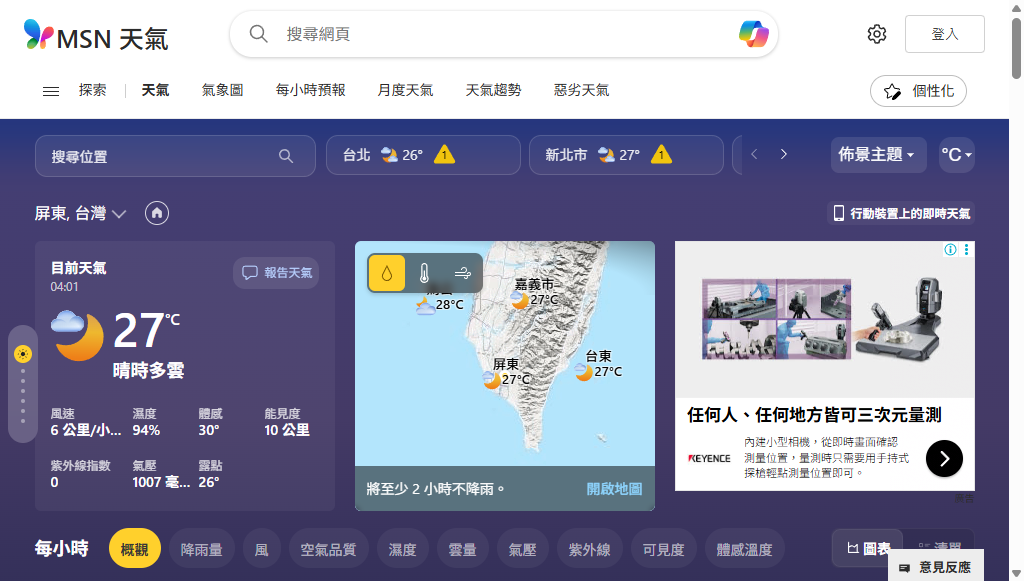 MSN 天氣
搜尋網頁
登入
探索
天氣
氣象圖
每小時預報
月度天氣
天氣趨勢
惡劣天氣
個性化
搜尋位置
台北 26° 1
新北市 27° 1
佈景主題
°C
屏東, 台灣
行動裝置上的即時天氣
目前天氣
04:01
報告天氣
27°C
晴時多雲
風速 濕度 體感 能見度
6 公里/小... 94% 30° 10 公里
紫外線指數 氣壓 露點
0 1007 毫... 26°
嘉義市
27°C
28°C
屏東
27°C
台東
27°C
將至少 2 小時不降雨。
開啟地圖
任何人、任何地方皆可三次元量測
KEYENCE
內建小型相機，從即時畫面確認
測量位置，量測時只需要用手持式
探槍輕點測量位置即可。
廣告
每小時
概觀
降雨量
風
空氣品質
濕度
雲量
氣壓
紫外線
可見度
體感溫度
圖表
清單
意見反應